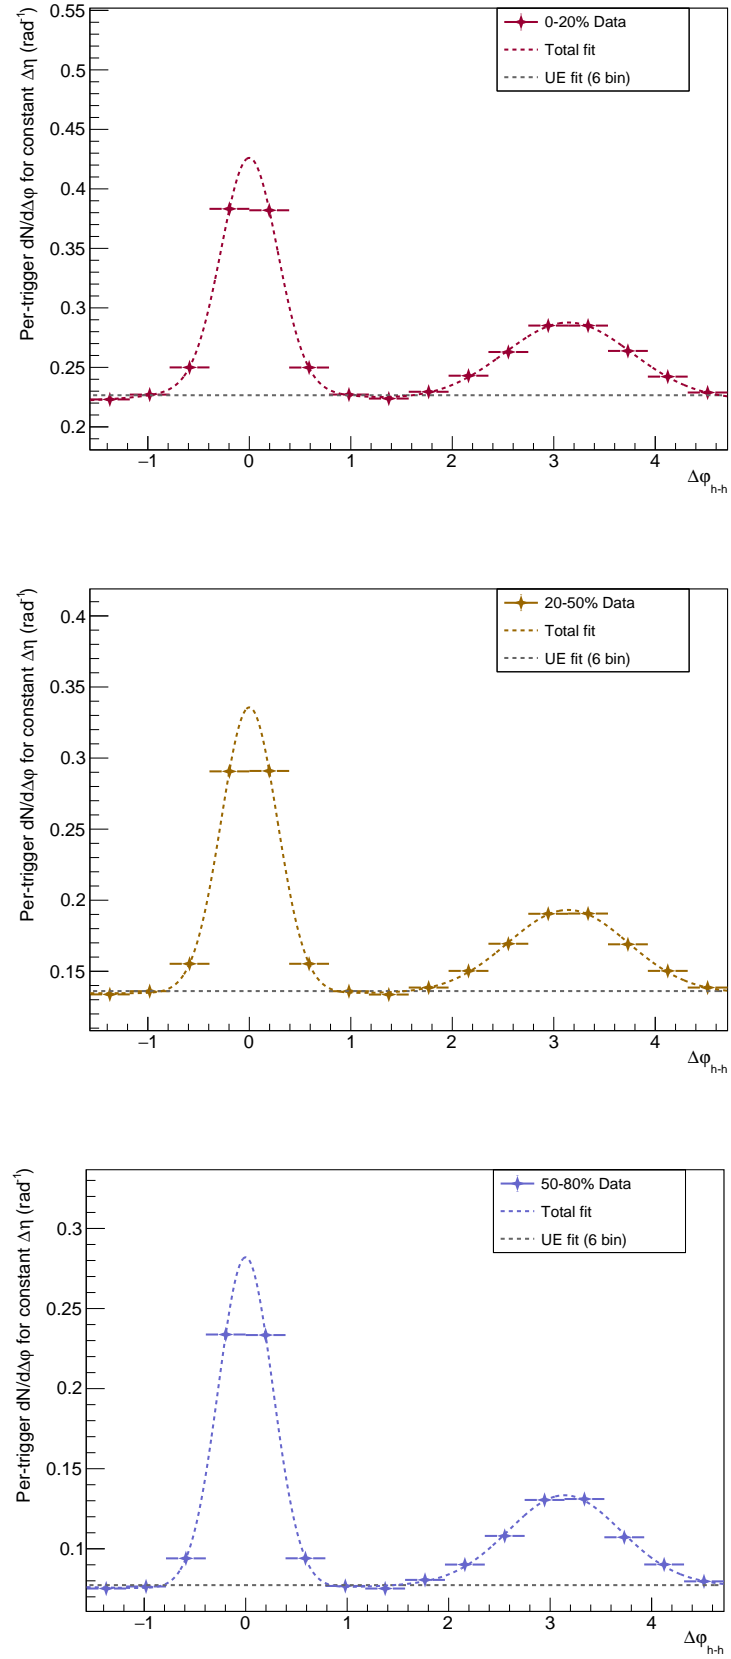 0.55
0.5
0.45
0.4
0.35
0.3
0.25
0.2
Per-trigger dN/dΔφ for constant Δη (rad⁻¹)
0-20% Data
Total fit
UE fit (6 bin)
−1 0 1 2 3 4
Δφh-h
0.4
0.35
0.3
0.25
0.2
0.15
Per-trigger dN/dΔφ for constant Δη (rad⁻¹)
20-50% Data
Total fit
UE fit (6 bin)
−1 0 1 2 3 4
Δφh-h
0.3
0.25
0.2
0.15
0.1
Per-trigger dN/dΔφ for constant Δη (rad⁻¹)
50-80% Data
Total fit
UE fit (6 bin)
−1 0 1 2 3 4
Δφh-h